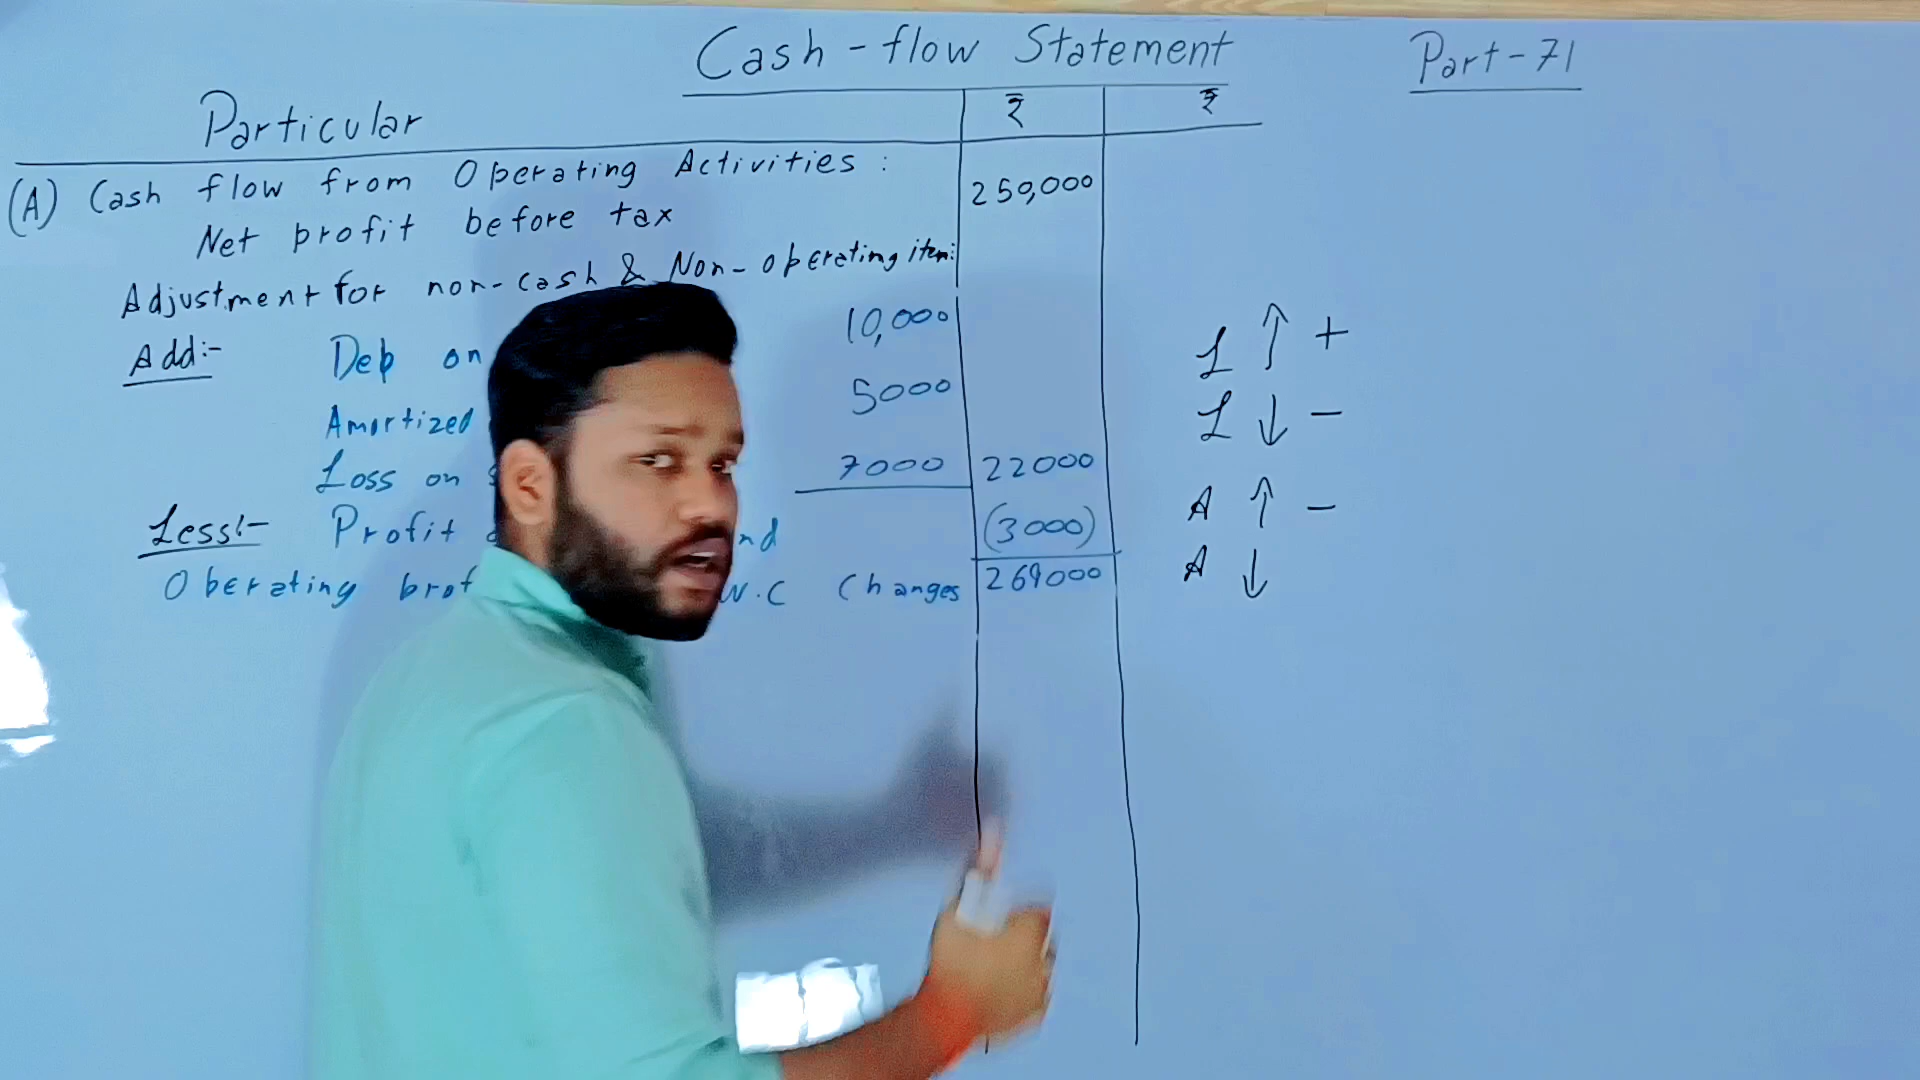 Cash-flow Statement
Part-71
Particular ₹ ₹
(A) Cash flow from Operating Activities :
Net profit before tax 250,000
Adjustment for non-cash & Non-operating item:
Add:- Dep on 10,000
Amortized 5000
Loss on 7000 22000
Less:- Profit nd (3000)
Operating prof W.C Changes 269000
L ↑ +
L ↓ -
A ↑ -
A ↓